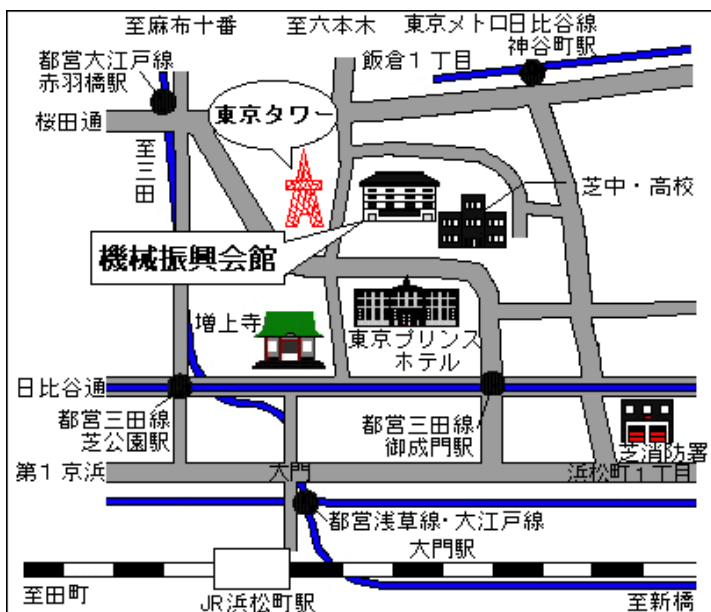 至麻布十番
至六本木
東京メトロ日比谷線
神谷町駅
都営大江戸線
赤羽橋駅
飯倉1丁目
東京タワー
桜田通
至三田
芝中・高校
機械振興会館
増上寺
東京プリンス
ホテル
日比谷通
都営三田線
芝公園駅
都営三田線
御成門駅
芝消防署
第1京浜
大門
浜松町1丁目
都営浅草線・大江戸線
大門駅
至田町
JR浜松町駅
至新橋